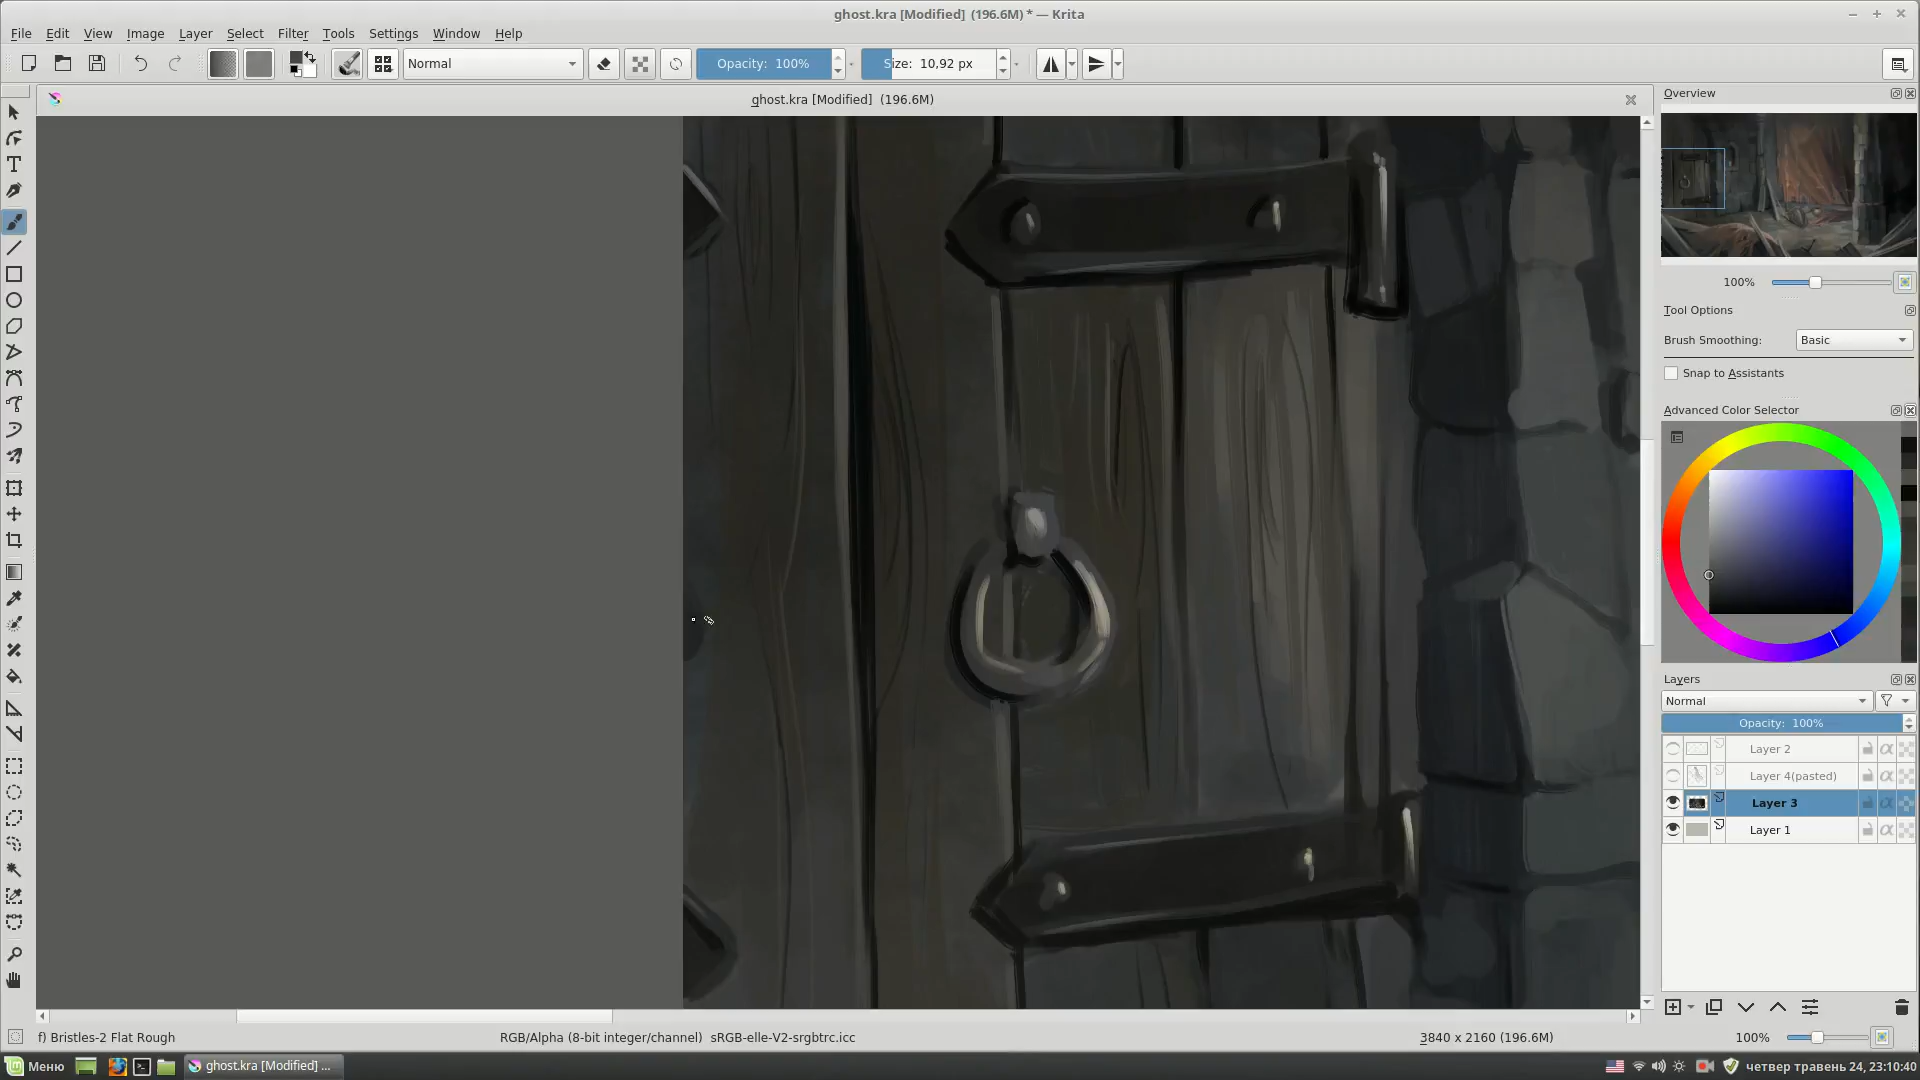 ghost.kra [Modified] (196.6M) * — Krita
File Edit View Image Layer Select Filter Tools Settings Window Help
Normal Opacity: 100% Size: 10,92 px
ghost.kra [Modified] (196.6M)
Overview
100%
Tool Options
Brush Smoothing: Basic
Snap to Assistants
Advanced Color Selector
Layers
Normal
Opacity: 100%
Layer 2
Layer 4(pasted)
Layer 3
Layer 1
f) Bristles-2 Flat Rough RGB/Alpha (8-bit integer/channel) sRGB-elle-V2-srgbtrc.icc 3840 x 2160 (196.6M) 100%
Меню ghost.kra [Modified] ... четвер травень 24, 23:10:40